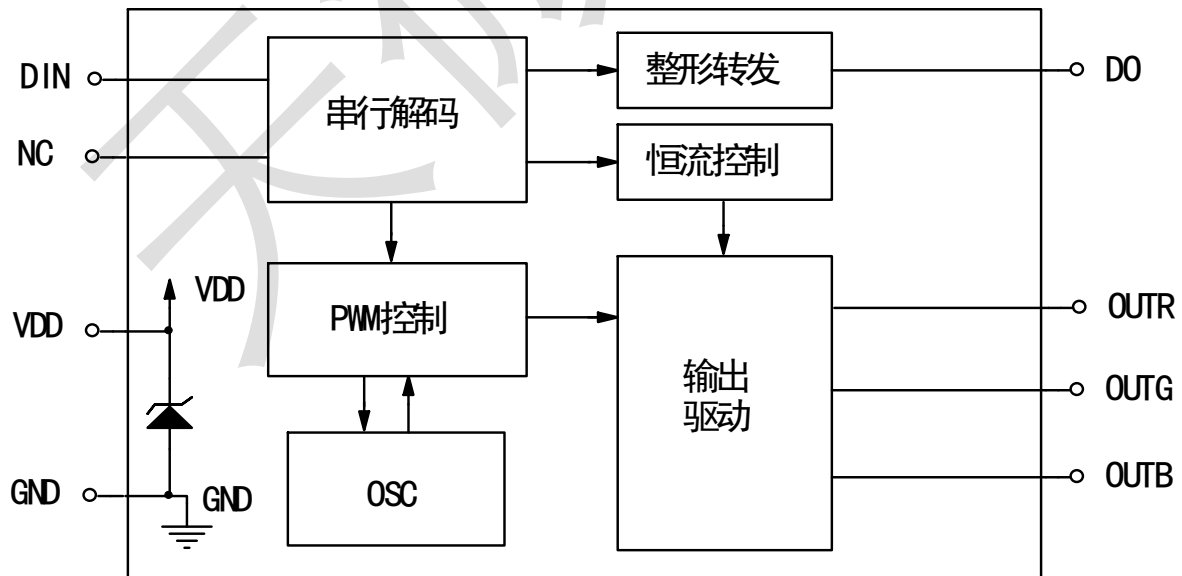 DIN
串行解码
整形转发
DO
NC
恒流控制
VDD
VDD
PWM控制
OUTR
输出
驱动
OUTG
GND
GND
OSC
OUTB